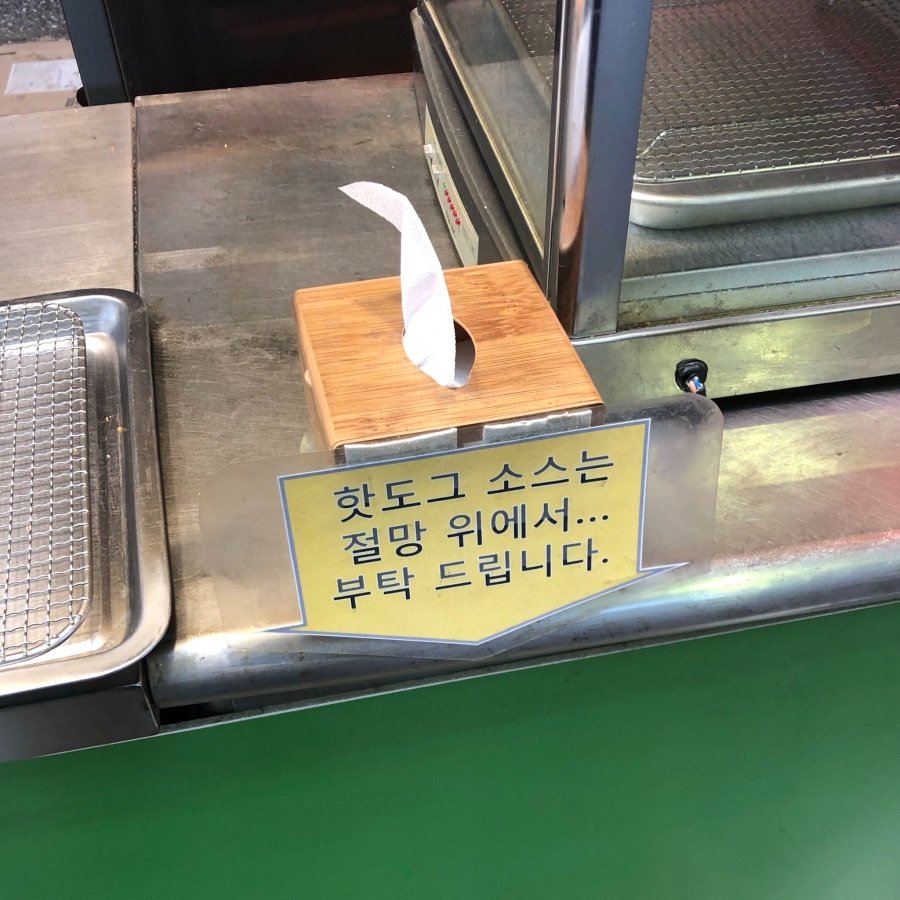 핫도그 소스는
절망 위에서...
부탁 드립니다.